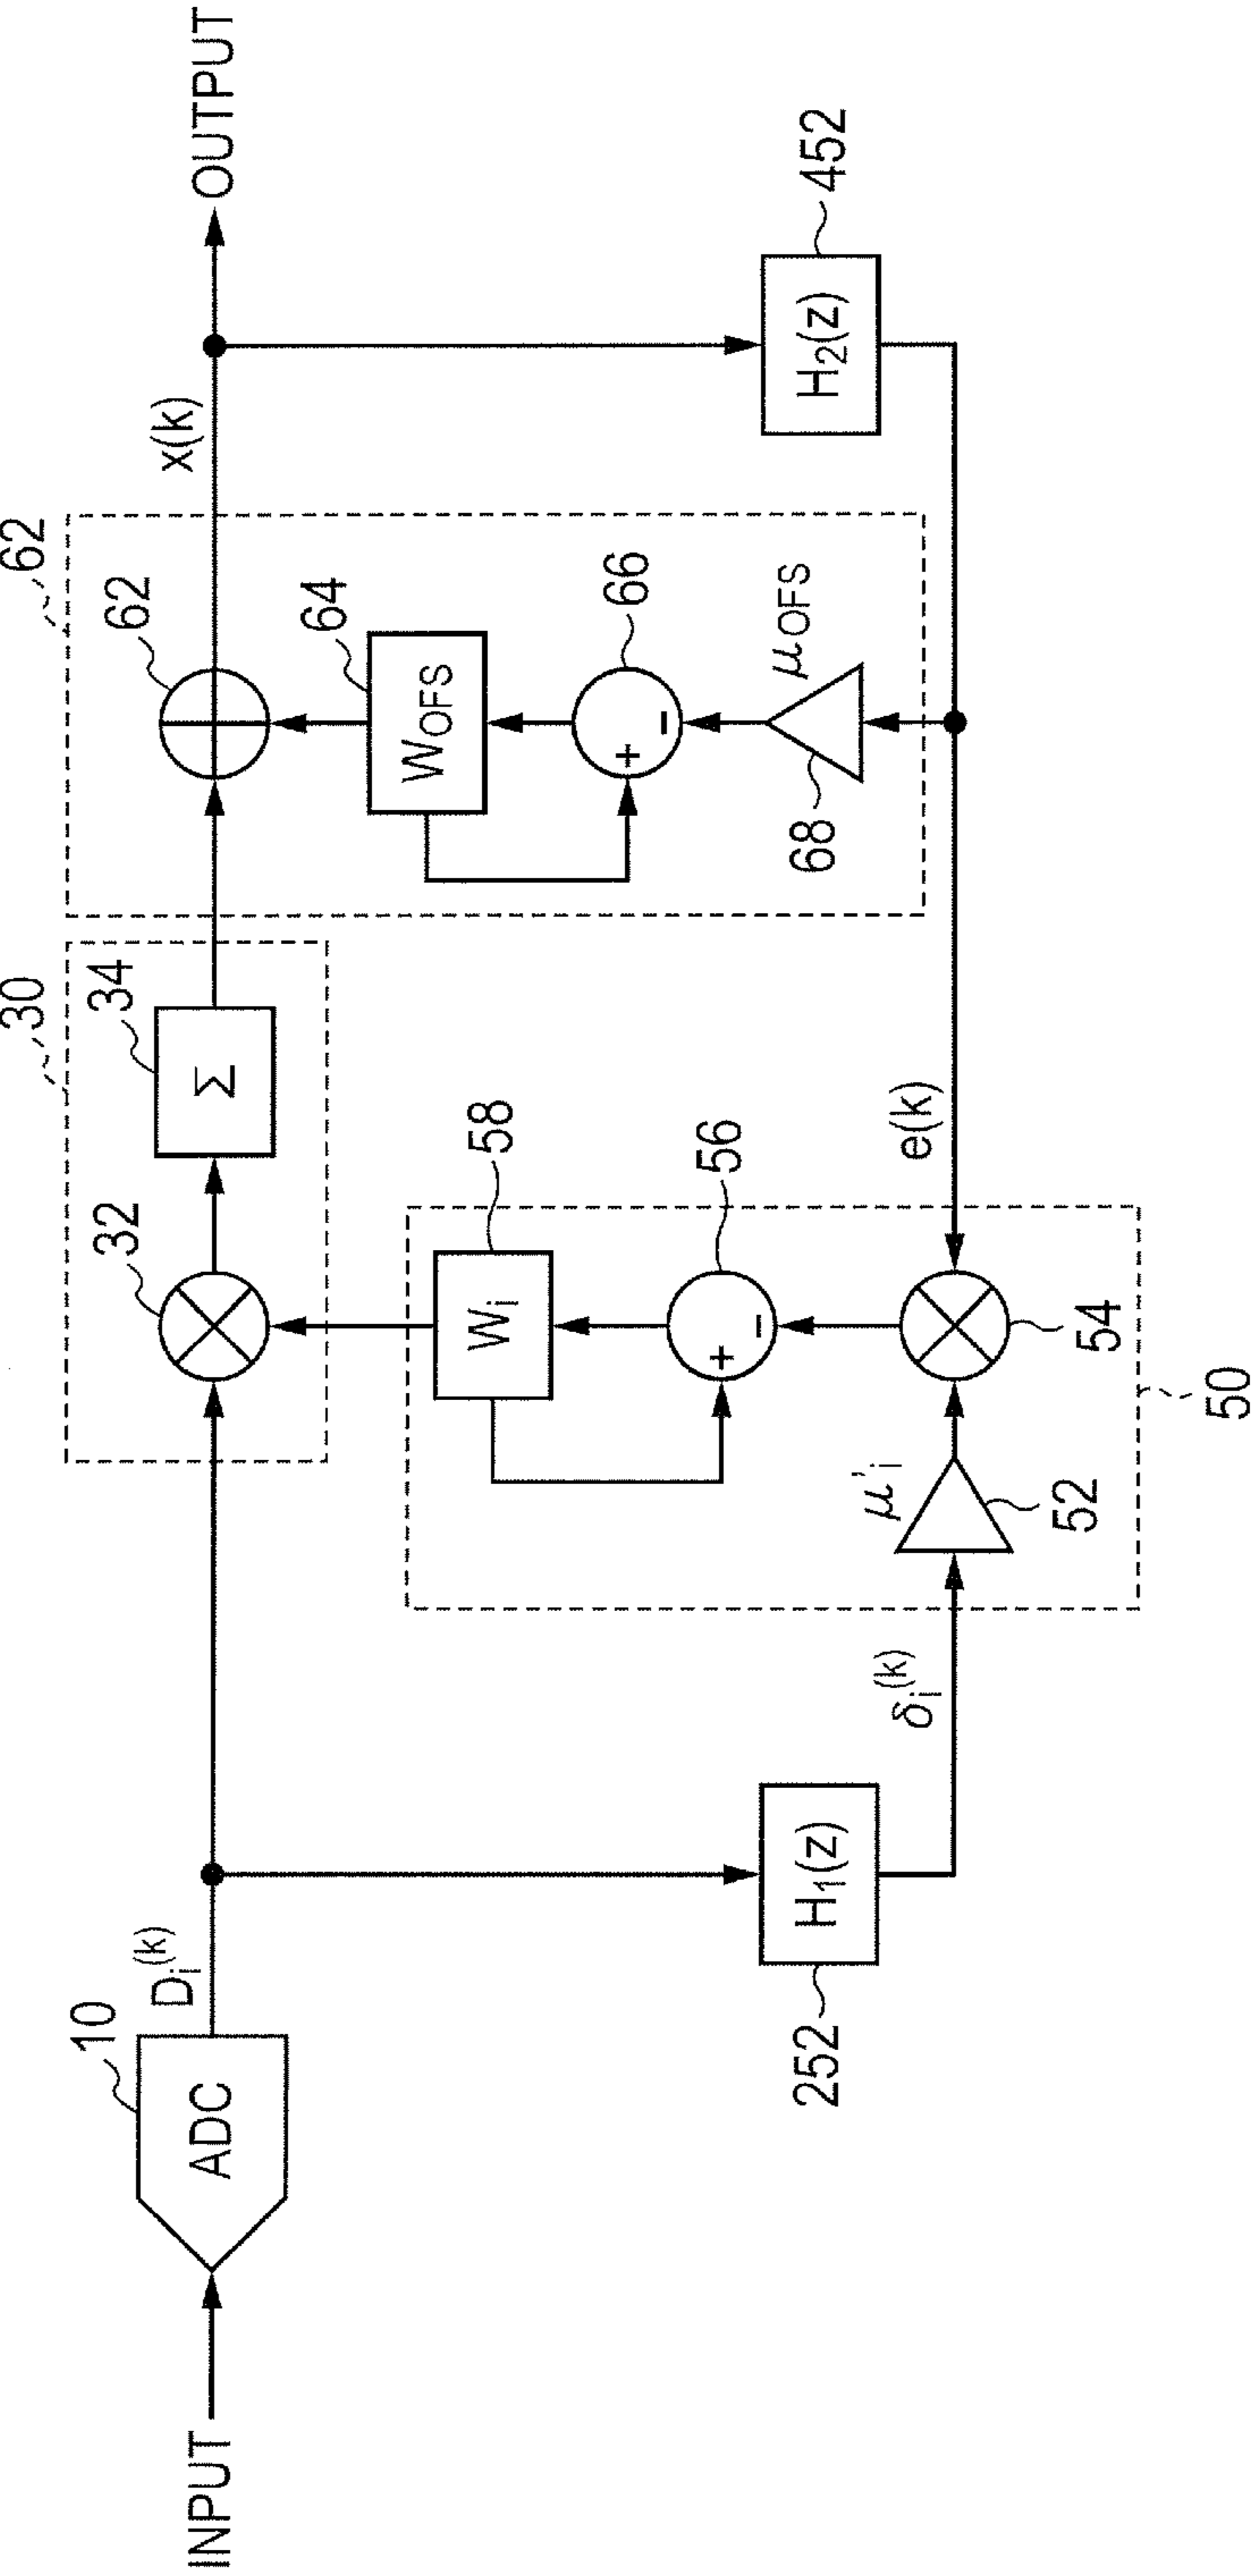 INPUT
10
ADC
D_i^(k)
30
32
34
Σ
62
62
x(k)
OUTPUT
64
W_OFS
66
+
−
μ_OFS
68
58
W_i
56
+
−
54
e(k)
μ'_i
52
50
δ_i^(k)
H_1(z)
252
H_2(z)
452